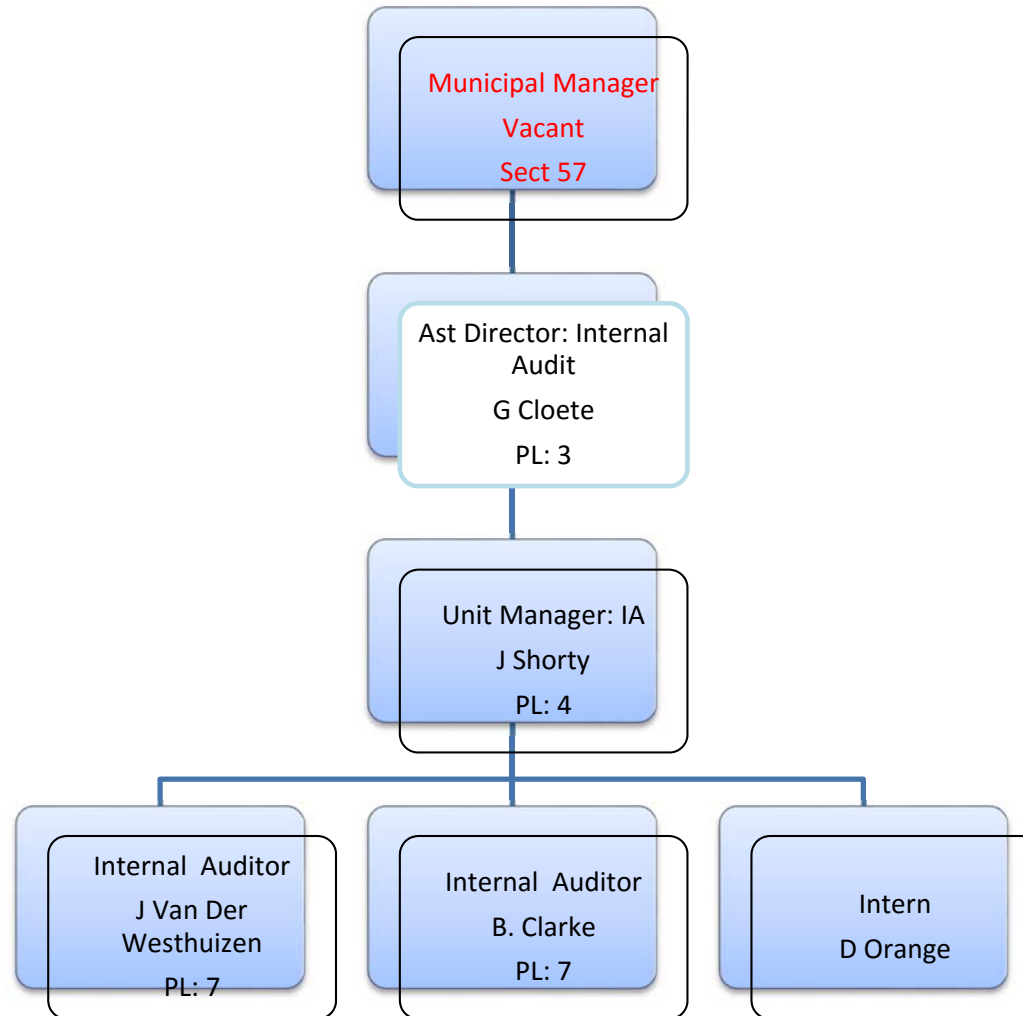 Municipal Manager
Vacant
Sect 57
Ast Director: Internal
Audit
G Cloete
PL: 3
Unit Manager: IA
J Shorty
PL: 4
Internal  Auditor
J Van Der
Westhuizen
PL: 7
Internal  Auditor
B. Clarke
PL: 7
Intern
D Orange